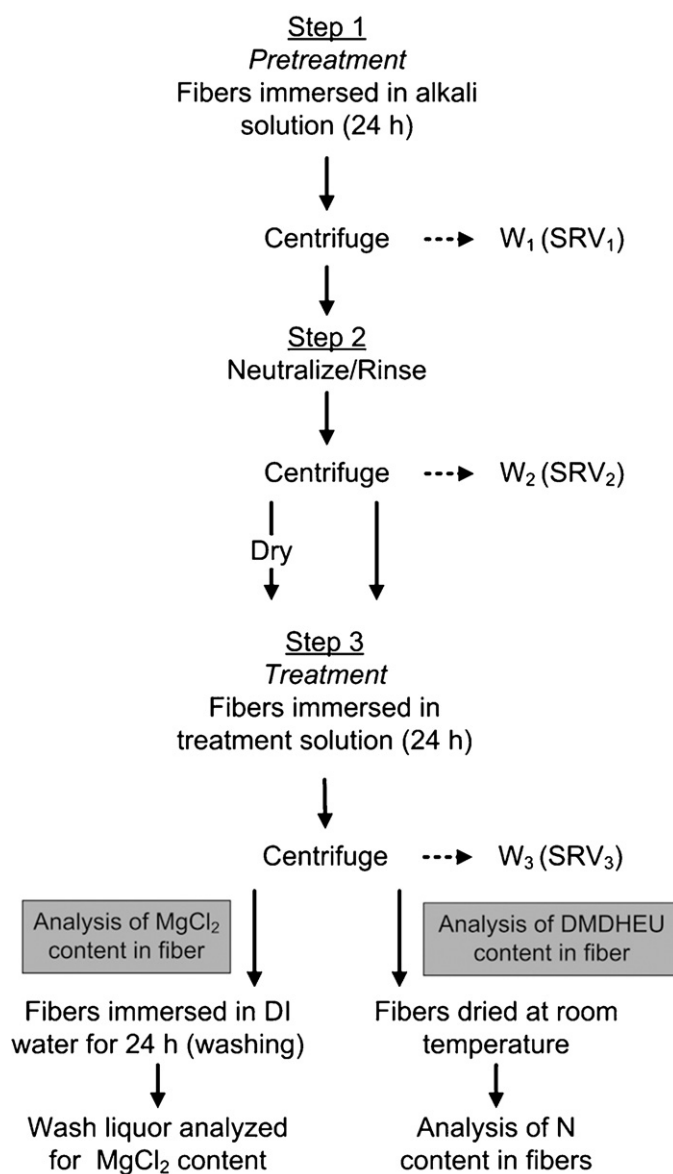 Step 1
Pretreatment
Fibers immersed in alkali
solution (24 h)
Centrifuge
W₁ (SRV₁)
Step 2
Neutralize/Rinse
Centrifuge
W₂ (SRV₂)
Dry
Step 3
Treatment
Fibers immersed in
treatment solution (24 h)
Centrifuge
W₃ (SRV₃)
Analysis of MgCl₂
content in fiber
Analysis of DMDHEU
content in fiber
Fibers immersed in DI
water for 24 h (washing)
Fibers dried at room
temperature
Wash liquor analyzed
for MgCl₂ content
Analysis of N
content in fibers